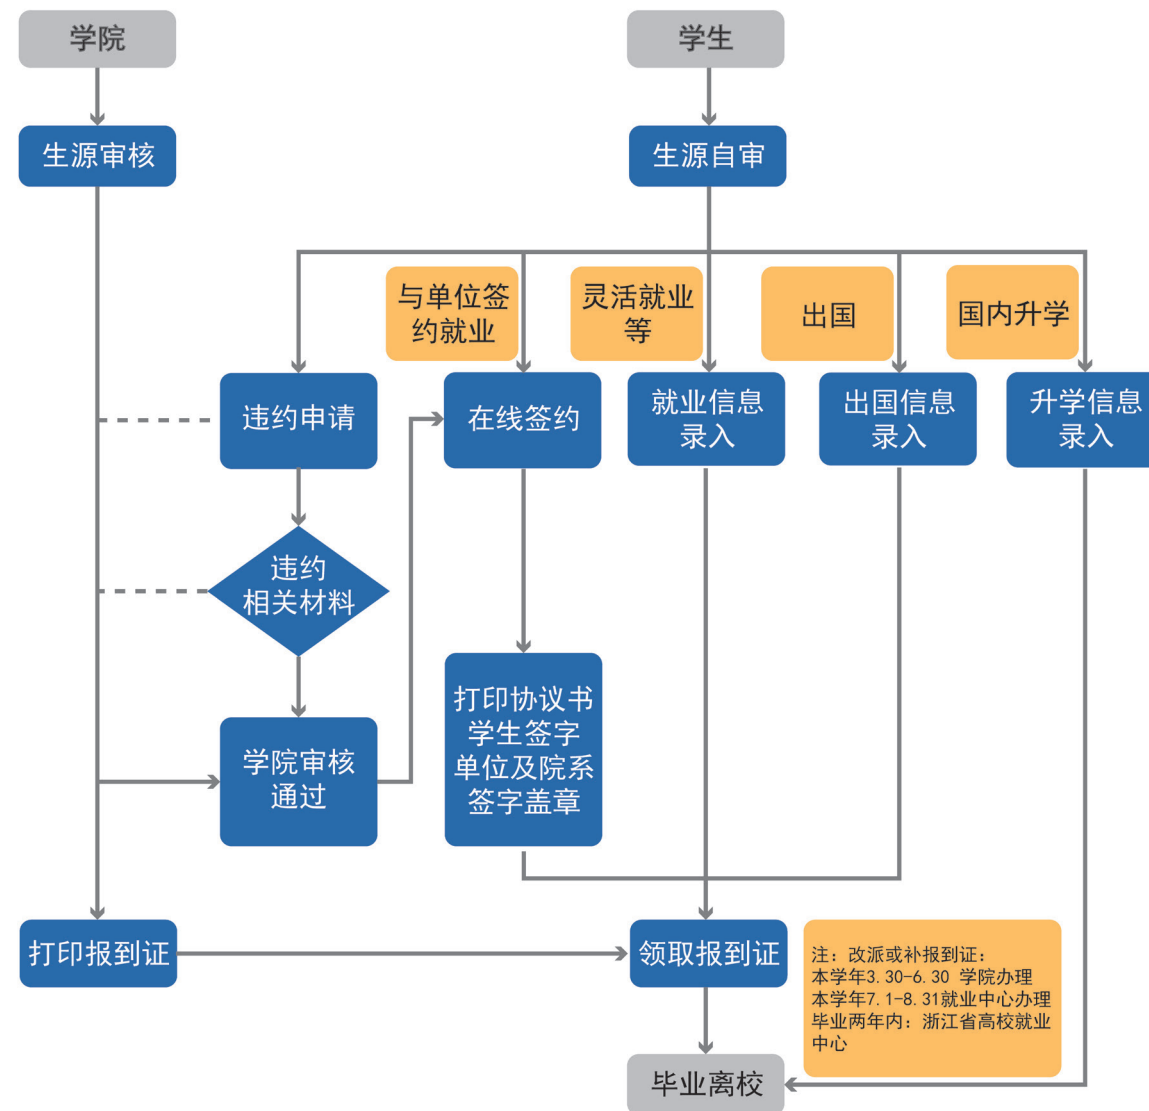 学院
学生
生源审核
生源自审
与单位签
约就业
灵活就业
等
出国
国内升学
违约申请
在线签约
就业信息
录入
出国信息
录入
升学信息
录入
违约
相关材料
学院审核
通过
打印协议书
学生签字
单位及院系
签字盖章
打印报到证
领取报到证
注：改派或补报到证：
本学年3.30-6.30 学院办理
本学年7.1-8.31就业中心办理
毕业两年内：浙江省高校就业
中心
毕业离校